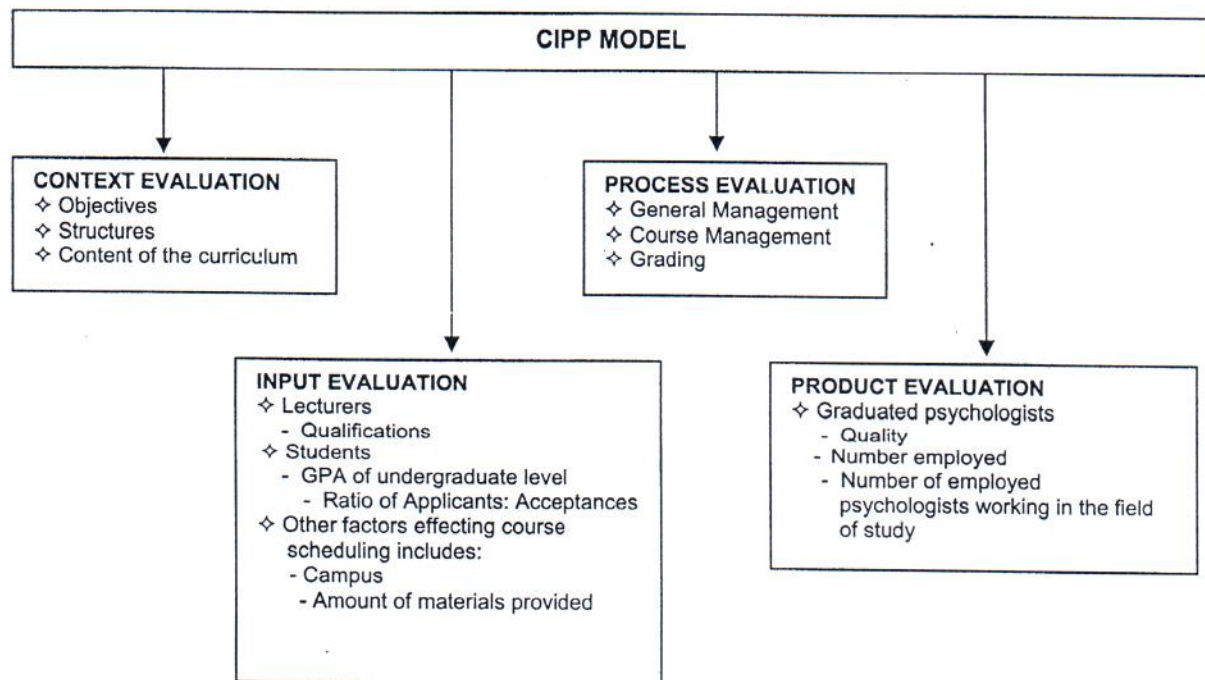 CIPP MODEL
CONTEXT EVALUATION
✧ Objectives
✧ Structures
✧ Content of the curriculum
PROCESS EVALUATION
✧ General Management
✧ Course Management
✧ Grading
INPUT EVALUATION
✧ Lecturers
- Qualifications
✧ Students
- GPA of undergraduate level
- Ratio of Applicants: Acceptances
✧ Other factors effecting course
scheduling includes:
- Campus
- Amount of materials provided
PRODUCT EVALUATION
✧ Graduated psychologists
- Quality
- Number employed
- Number of employed
psychologists working in the field
of study